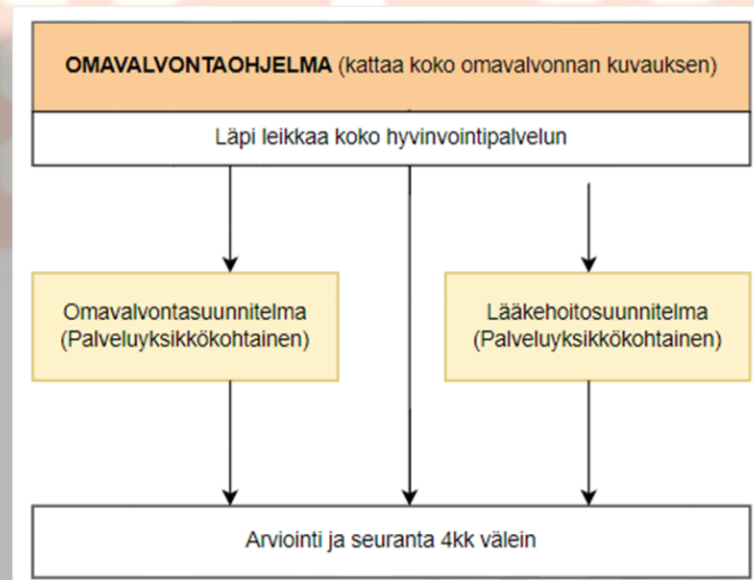 OMAVALVONTAOHJELMA (kattaa koko omavalvonnan kuvauksen)
Läpi leikkaa koko hyvinvointipalvelun
Omavalvontasuunnitelma
(Palveluyksikkökohtainen)
Lääkehoitosuunnitelma
(Palveluyksikkökohtainen)
Arviointi ja seuranta 4kk välein